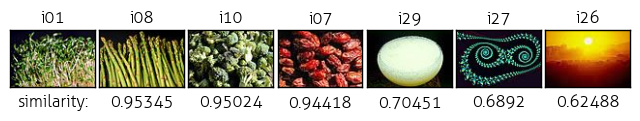 i01 i08 i10 i07 i29 i27 i26
similarity: 0.95345 0.95024 0.94418 0.70451 0.6892 0.62488